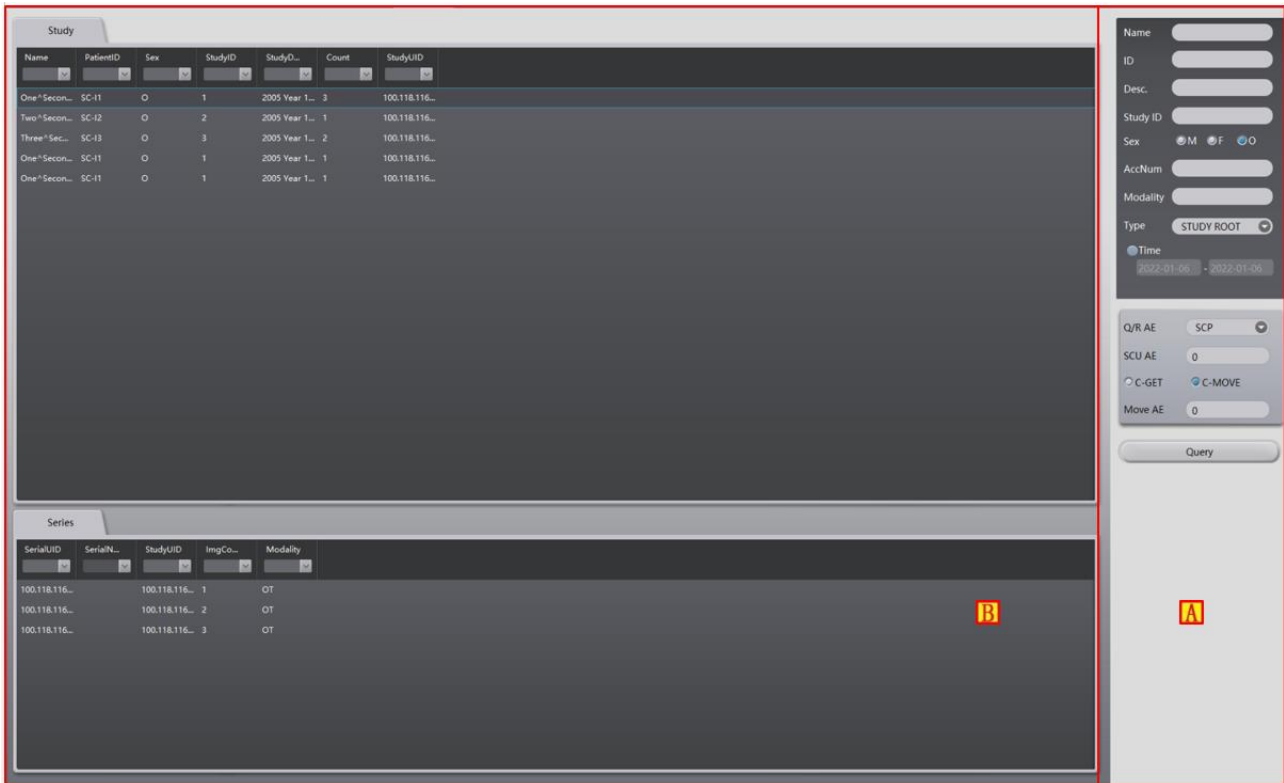 Study
Name PatientID Sex StudyID StudyD... Count StudyUID
One^Secon... SC-I1 O 1 2005 Year 1... 3 100.118.116...
Two^Secon... SC-I2 O 2 2005 Year 1... 1 100.118.116...
Three^Sec... SC-I3 O 3 2005 Year 1... 2 100.118.116...
One^Secon... SC-I1 O 1 2005 Year 1... 1 100.118.116...
One^Secon... SC-I1 O 1 2005 Year 1... 1 100.118.116...
Series
SerialUID SerialN... StudyUID ImgCo... Modality
100.118.116... 100.118.116... 1 OT
100.118.116... 100.118.116... 2 OT
100.118.116... 100.118.116... 3 OT
B
Name
ID
Desc.
Study ID
Sex M F O
AccNum
Modality
Type STUDY ROOT
Time
2022-01-06 - 2022-01-06
Q/R AE SCP
SCU AE 0
C-GET C-MOVE
Move AE 0
Query
A